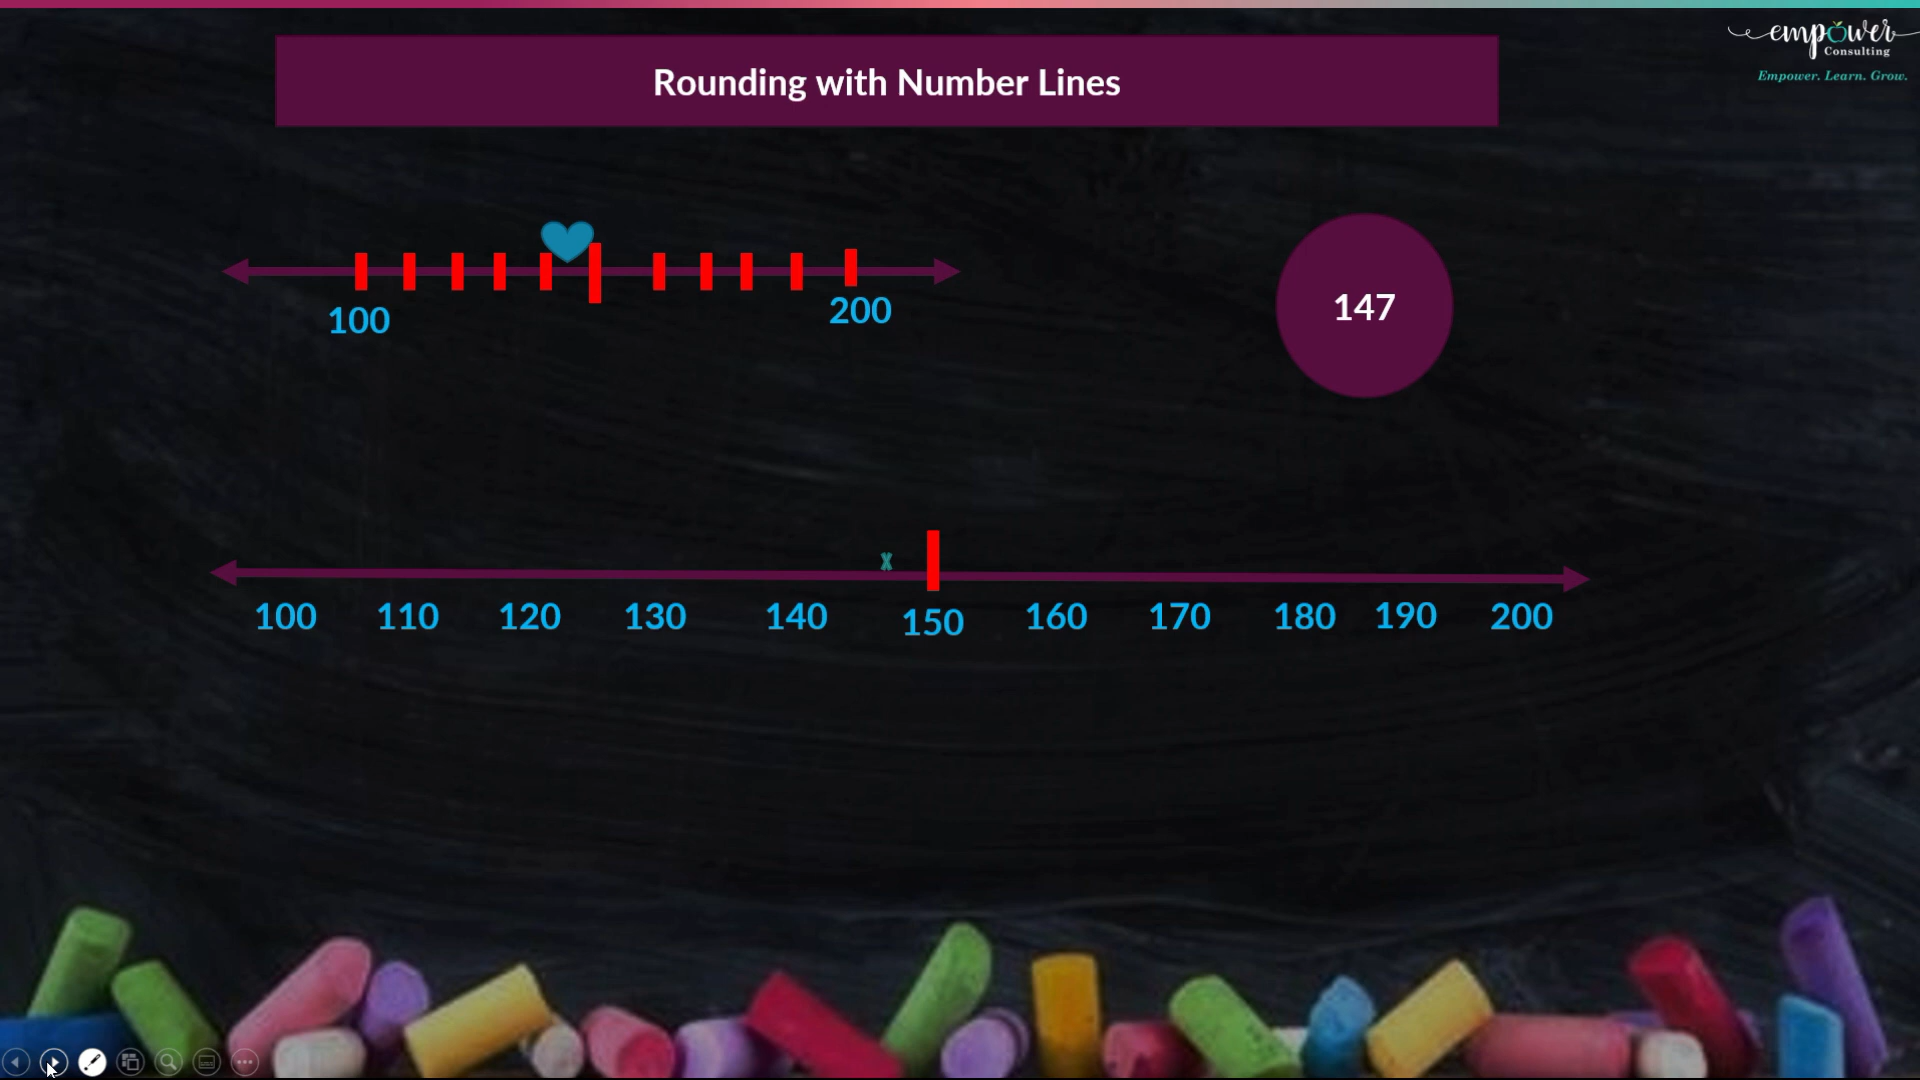 empower
Consulting
Empower. Learn. Grow.
Rounding with Number Lines
100
200
147
x
100 110 120 130 140 150 160 170 180 190 200